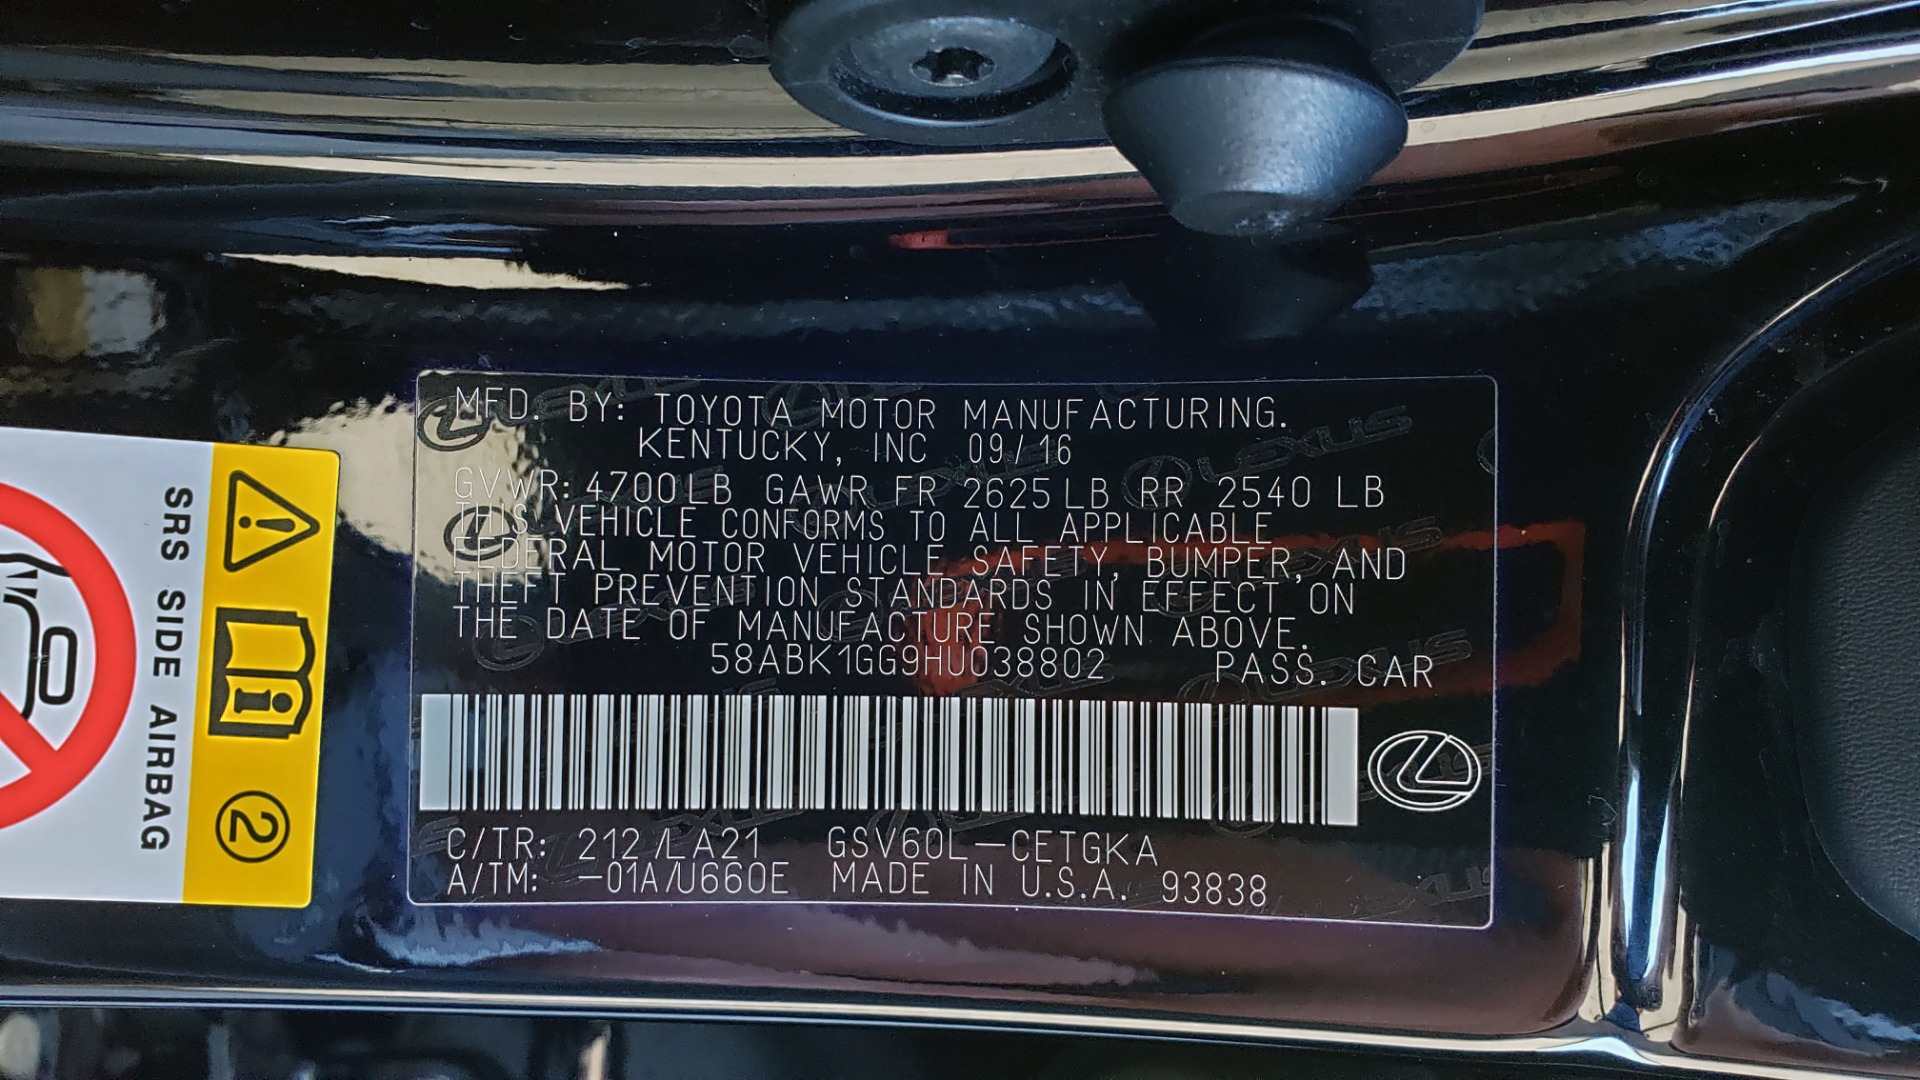 MFD. BY: TOYOTA MOTOR MANUFACTURING.
KENTUCKY, INC 09/16
GVWR: 4700LB GAWR FR 2625LB RR 2540 LB
THIS VEHICLE CONFORMS TO ALL APPLICABLE
FEDERAL MOTOR VEHICLE SAFETY, BUMPER, AND
THEFT PREVENTION STANDARDS IN EFFECT ON
THE DATE OF MANUFACTURE SHOWN ABOVE.
58ABK1GG9HU038802 PASS. CAR
C/TR: 212/LA21 GSV60L-CETGKA
A/TM: -01A/U660E MADE IN U.S.A. 93838
SRS SIDE AIRBAG
2
LEXUS